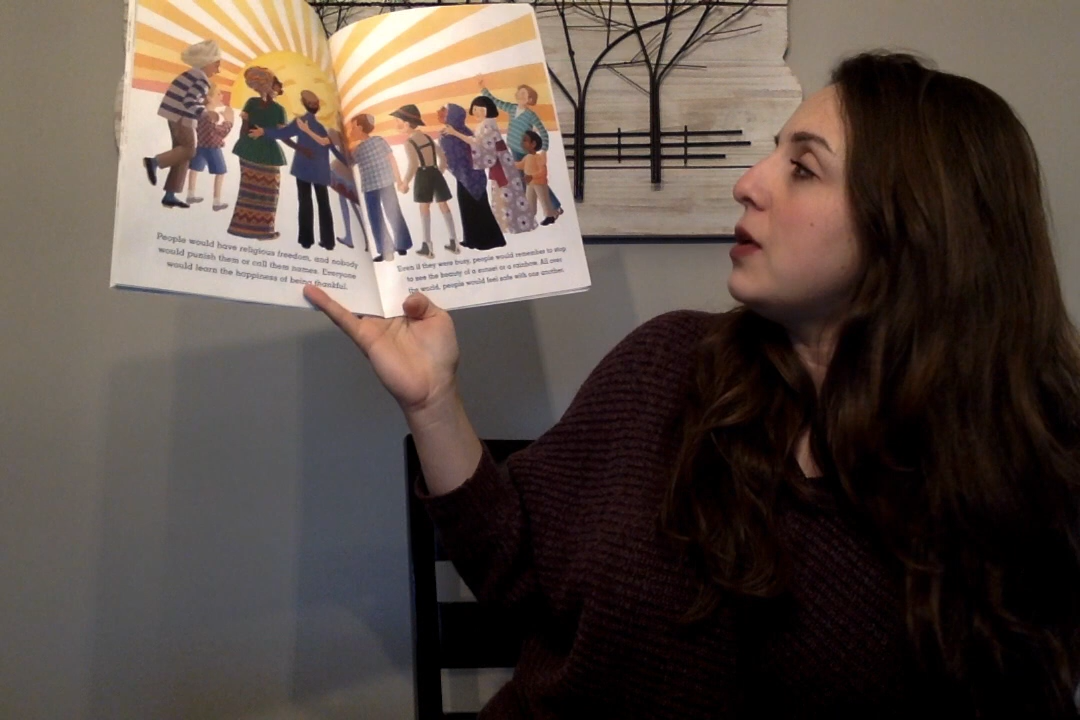 People would have religious freedom, and nobody
would punish them or call them names. Everyone
would learn the happiness of being thankful.
Even if they were busy, people would remember to stop
to see the beauty of a sunset or a rainbow. All over
the world, people would feel safe with one another.